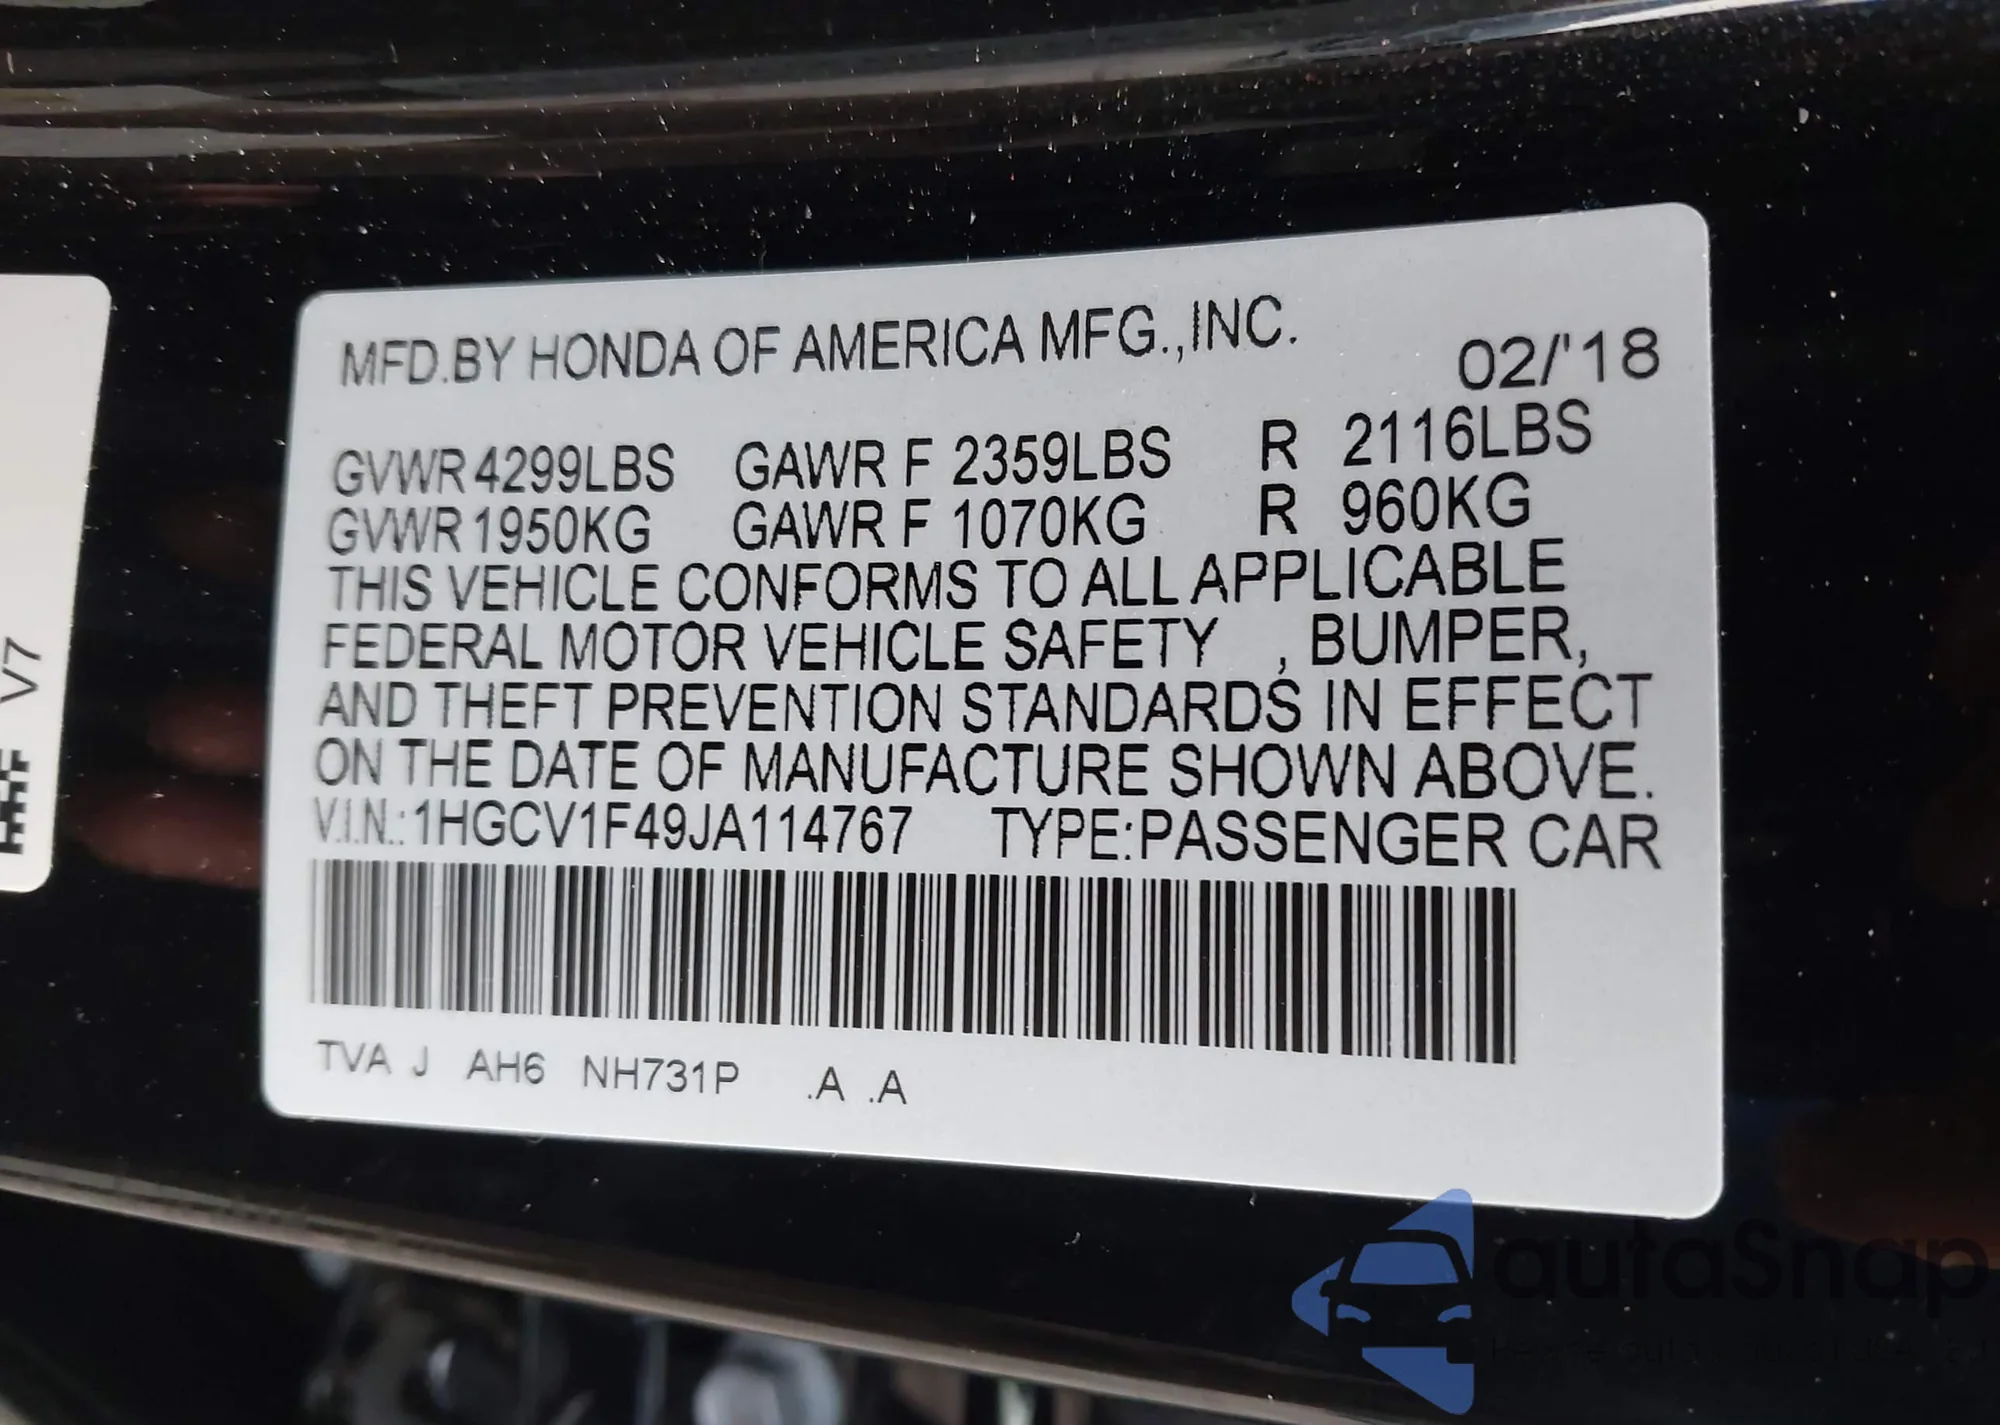 MFD.BY HONDA OF AMERICA MFG.,INC.
02/'18
GVWR 4299LBS GAWR F 2359LBS R 2116LBS
GVWR 1950KG GAWR F 1070KG R 960KG
THIS VEHICLE CONFORMS TO ALL APPLICABLE
FEDERAL MOTOR VEHICLE SAFETY , BUMPER,
AND THEFT PREVENTION STANDARDS IN EFFECT
ON THE DATE OF MANUFACTURE SHOWN ABOVE.
V.I.N.: 1HGCV1F49JA114767 TYPE:PASSENGER CAR
TVA J AH6 NH731P .A .A
V7
autoSnap